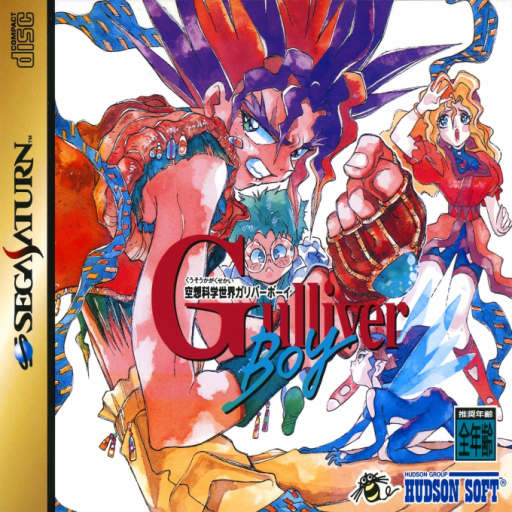 COMPACT
disc
SEGA SATURN™
くうそうかがくせかい
空想科学世界ガリバーボーイ
Gulliver
Boy
推奨年齢
全年齢
HUDSON GROUP
HUDSON SOFT®